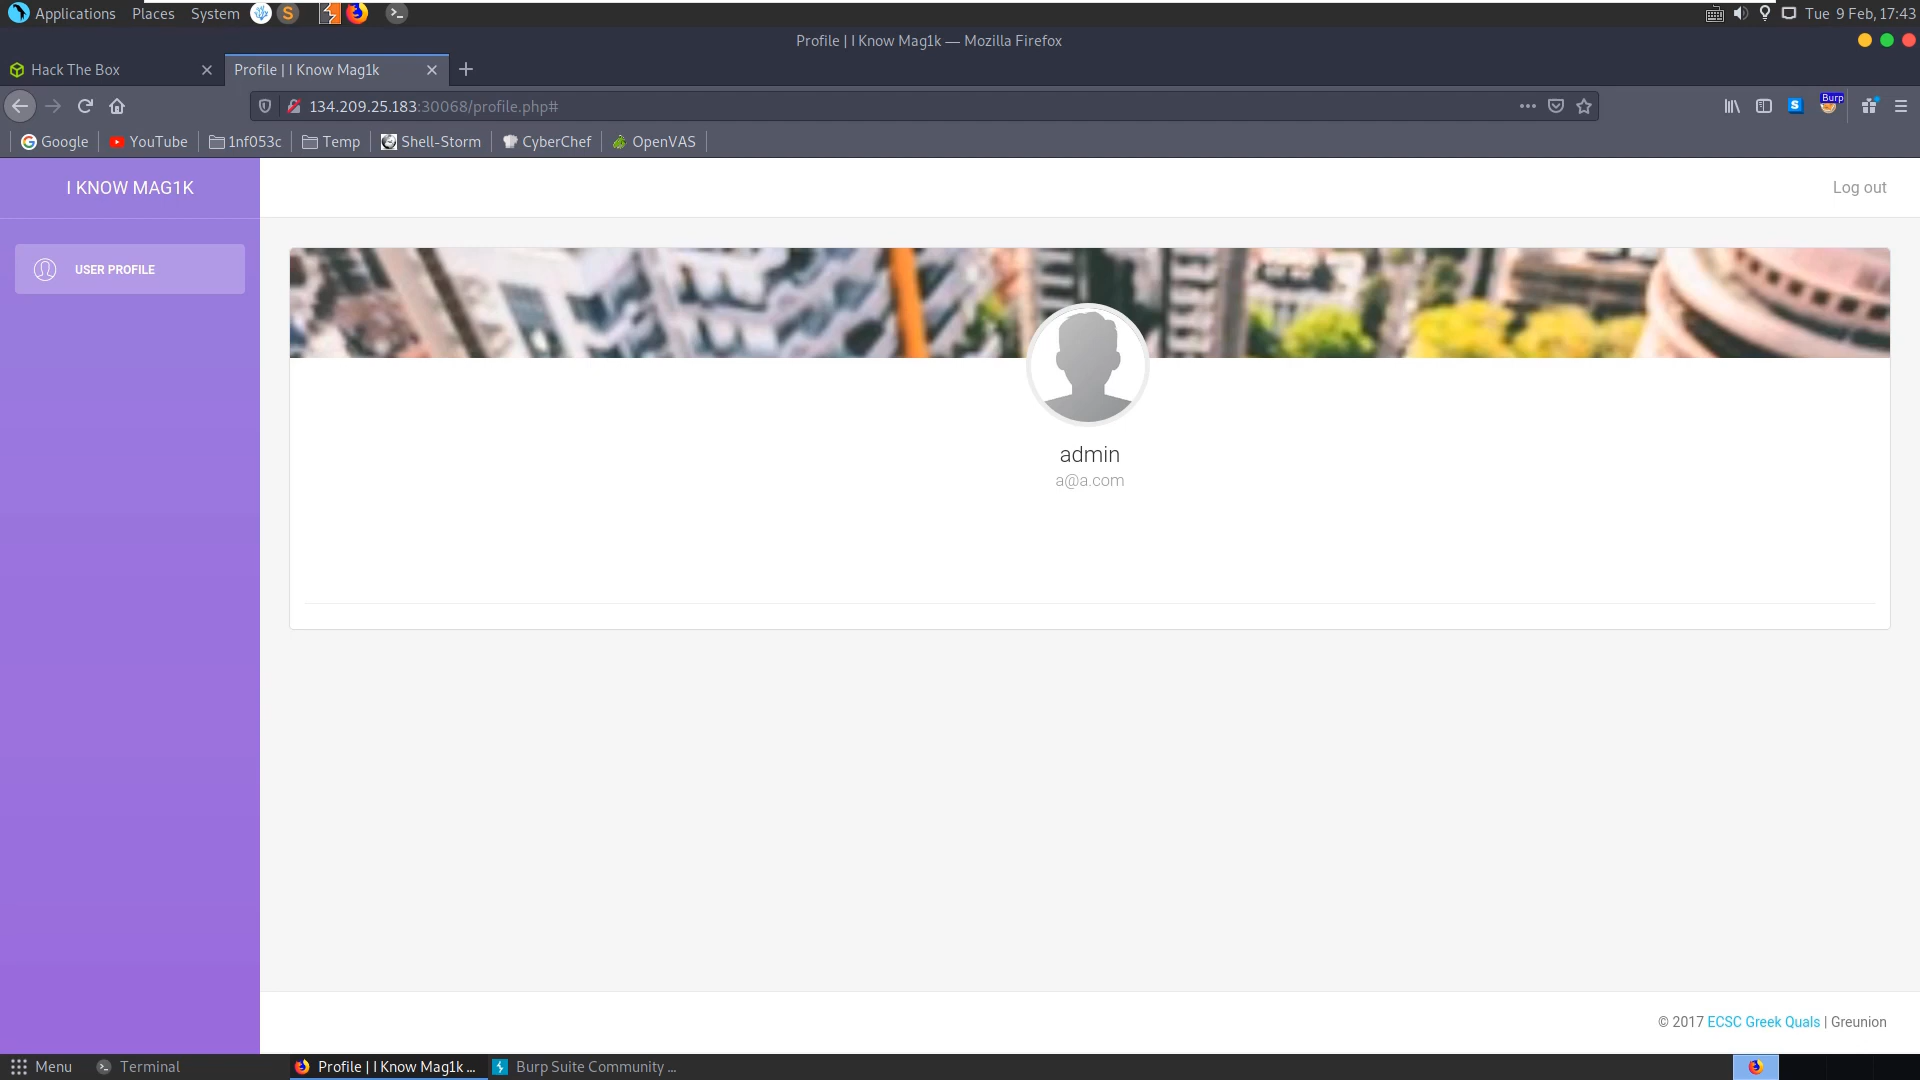 Applications Places System Tue 9 Feb, 17:43
Profile | I Know Mag1k — Mozilla Firefox
Hack The Box Profile | I Know Mag1k
134.209.25.183:30068/profile.php# Burp
Google YouTube 1nf053c Temp Shell-Storm CyberChef OpenVAS
I KNOW MAG1K Log out
USER PROFILE
admin
a@a.com
© 2017 ECSC Greek Quals | Greunion
Menu Terminal Profile | I Know Mag1k ... Burp Suite Community ...